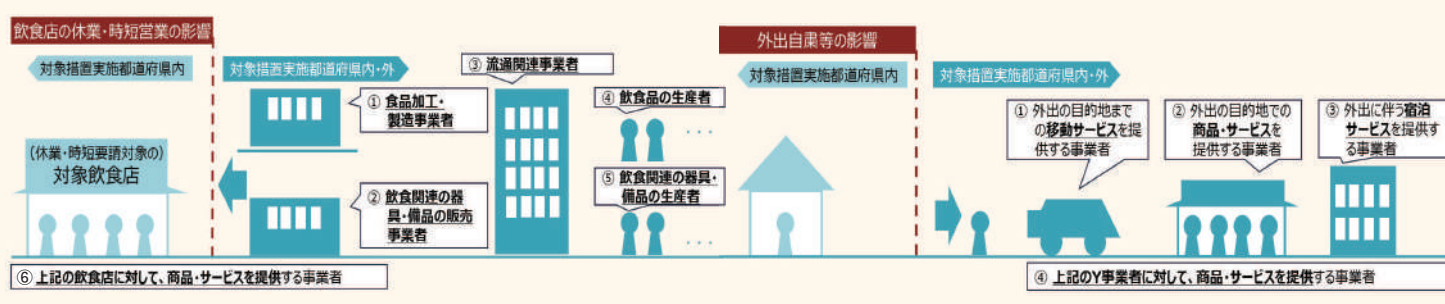 飲食店の休業・時短営業の影響
対象措置実施都道府県内
対象措置実施都道府県内・外
(休業・時短要請対象の)
対象飲食店
① 食品加工・
製造事業者
② 飲食関連の器
具・備品の販売
事業者
③ 流通関連事業者
④ 飲食品の生産者
・・・
⑤ 飲食関連の器具・
備品の生産者
・・・
⑥ 上記の飲食店に対して、商品・サービスを提供する事業者
外出自粛等の影響
対象措置実施都道府県内
対象措置実施都道府県内・外
① 外出の目的地まで
の移動サービスを提
供する事業者
② 外出の目的地での
商品・サービスを
提供する事業者
③ 外出に伴う宿泊
サービスを提供す
る事業者
④ 上記のY事業者に対して、商品・サービスを提供する事業者